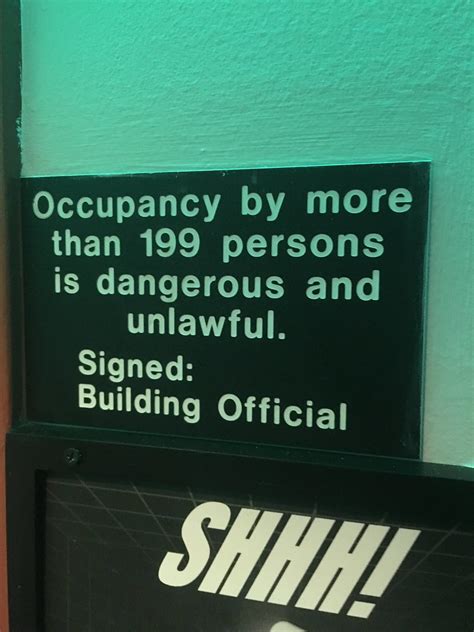 Occupancy by more
than 199 persons
is dangerous and
unlawful.
Signed:
Building Official
SHHH!